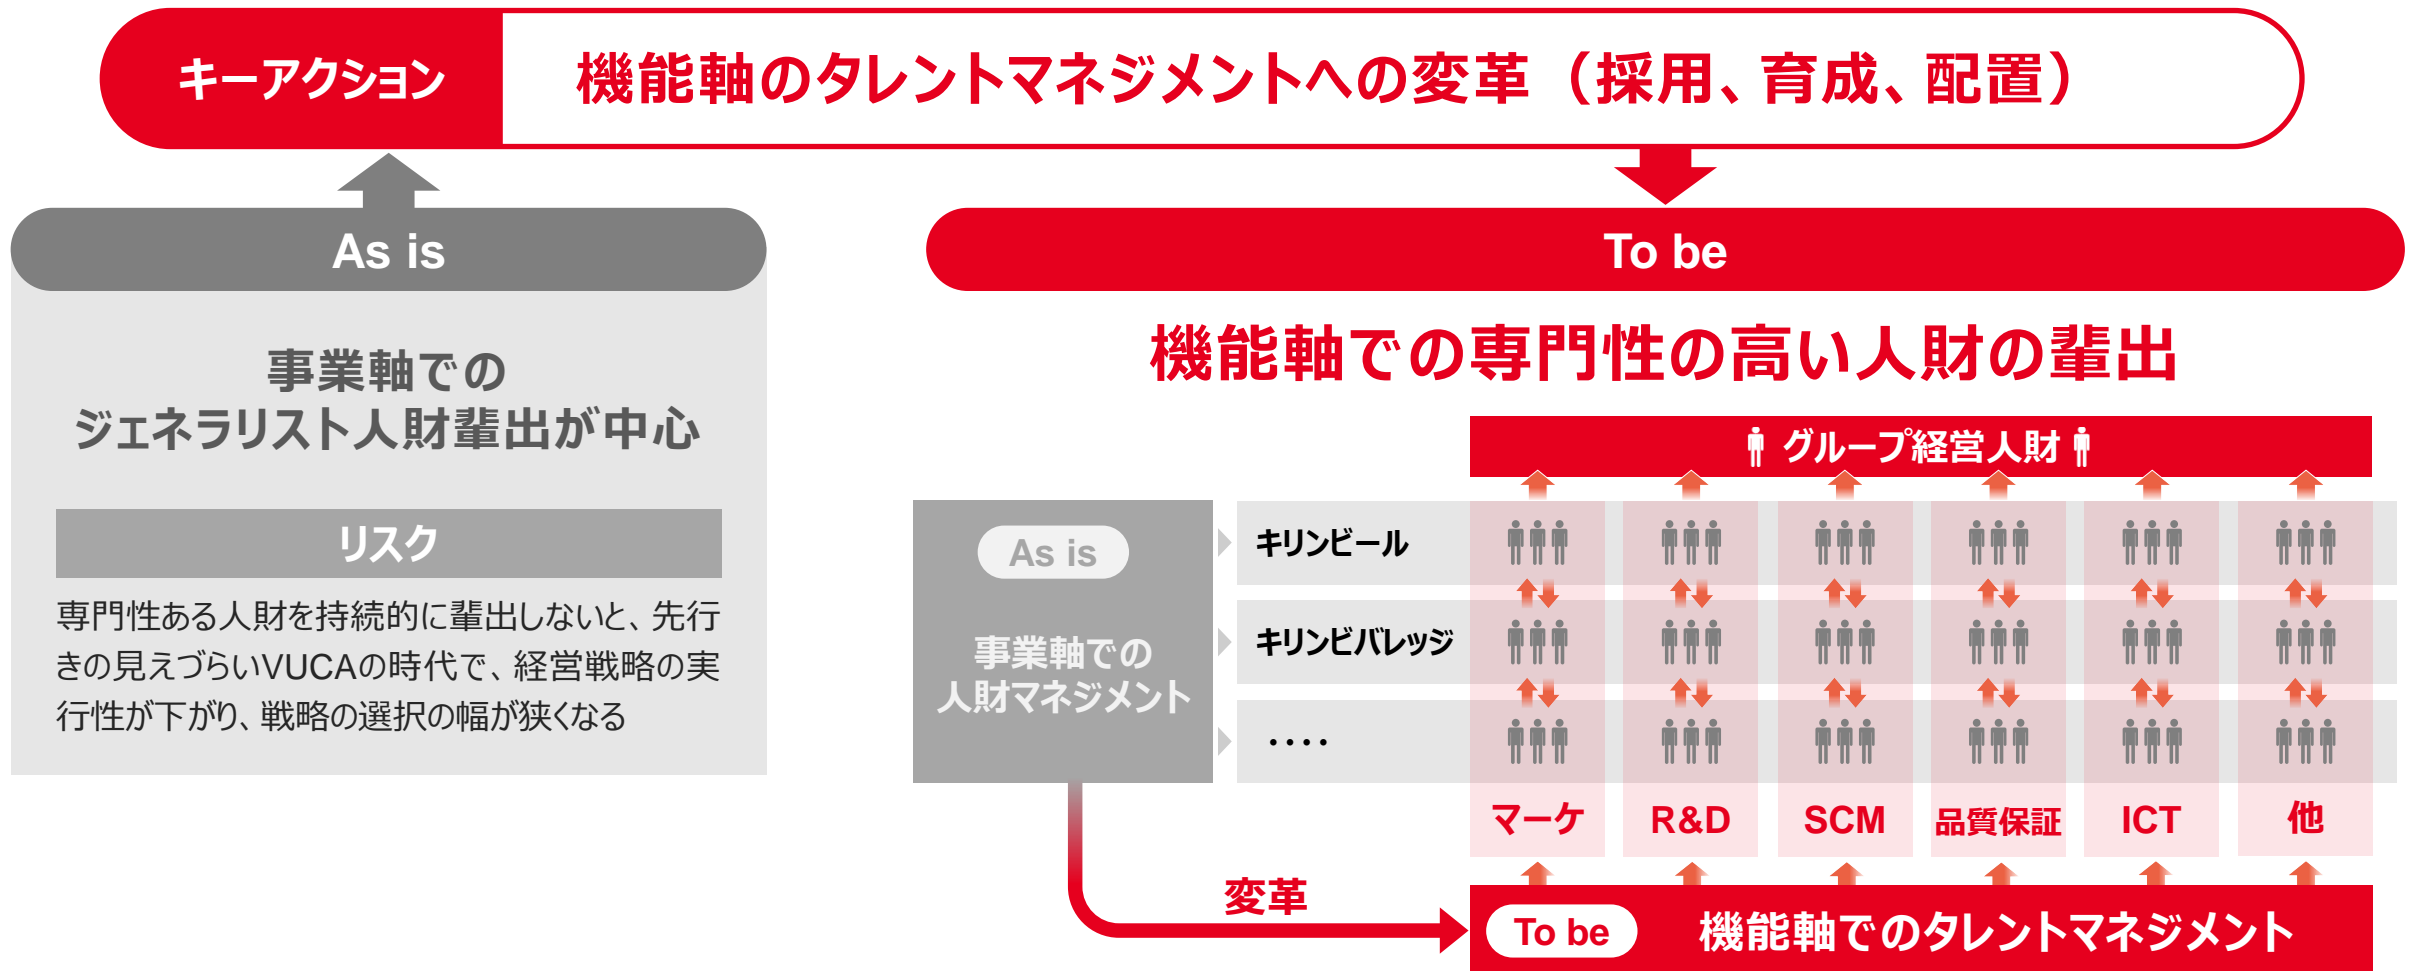 キーアクション
機能軸のタレントマネジメントへの変革（採用、育成、配置）
As is
事業軸での
ジェネラリスト人財輩出が中心
リスク
専門性ある人財を持続的に輩出しないと、先行
きの見えづらいVUCAの時代で、経営戦略の実
行性が下がり、戦略の選択の幅が狭くなる
To be
機能軸での専門性の高い人財の輩出
グループ経営人財
As is
事業軸での
人財マネジメント
キリンビール
キリンビバレッジ
・・・・
マーケ
R&D
SCM
品質保証
ICT
他
変革
To be
機能軸でのタレントマネジメント